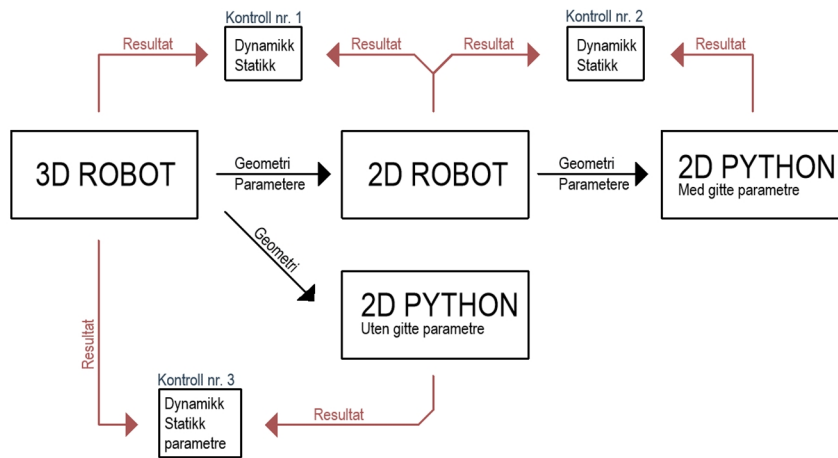 Kontroll nr. 1
Kontroll nr. 2
Resultat
Dynamikk
Statikk
Resultat
Resultat
Dynamikk
Statikk
Resultat
3D ROBOT
Geometri
Parametere
2D ROBOT
Geometri
Parametere
2D PYTHON
Med gitte parametre
Geometri
2D PYTHON
Uten gitte parametre
Resultat
Kontroll nr. 3
Dynamikk
Statikk
parametre
Resultat